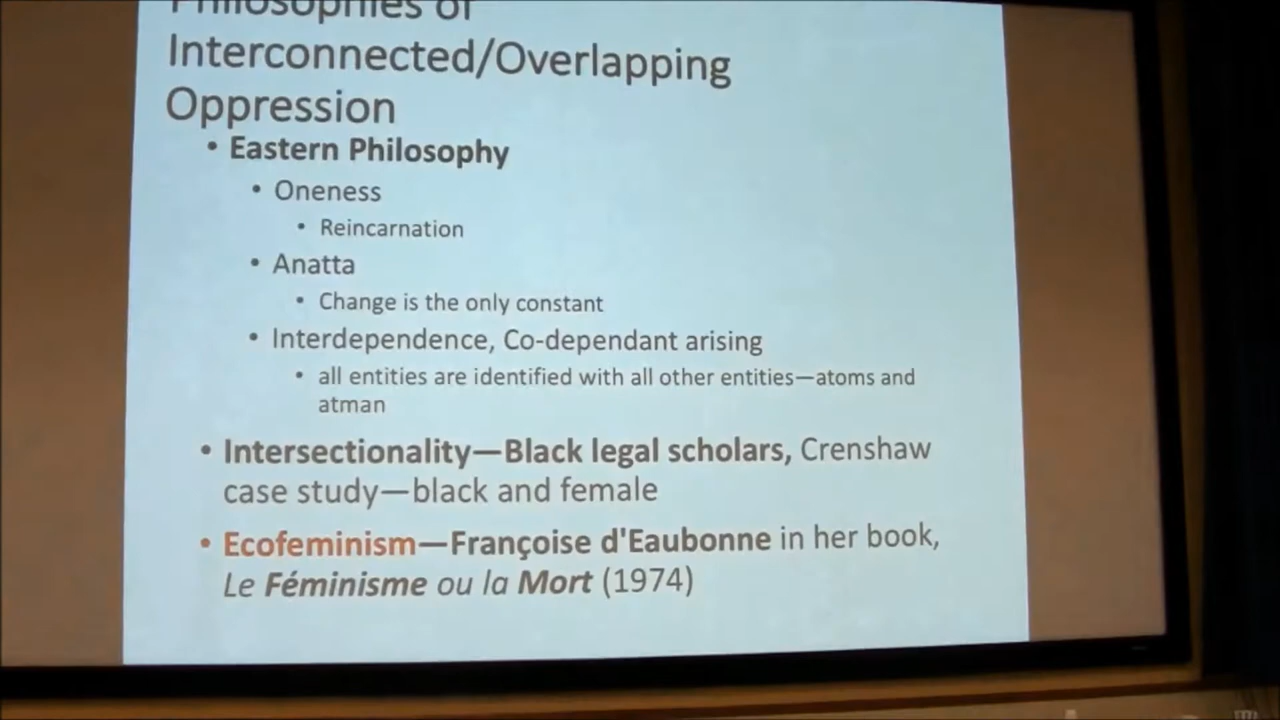 Philosophies of
Interconnected/Overlapping
Oppression
• Eastern Philosophy
• Oneness
• Reincarnation
• Anatta
• Change is the only constant
• Interdependence, Co-dependant arising
• all entities are identified with all other entities—atoms and
atman
• Intersectionality—Black legal scholars, Crenshaw
case study—black and female
• Ecofeminism—Françoise d'Eaubonne in her book,
Le Féminisme ou la Mort (1974)